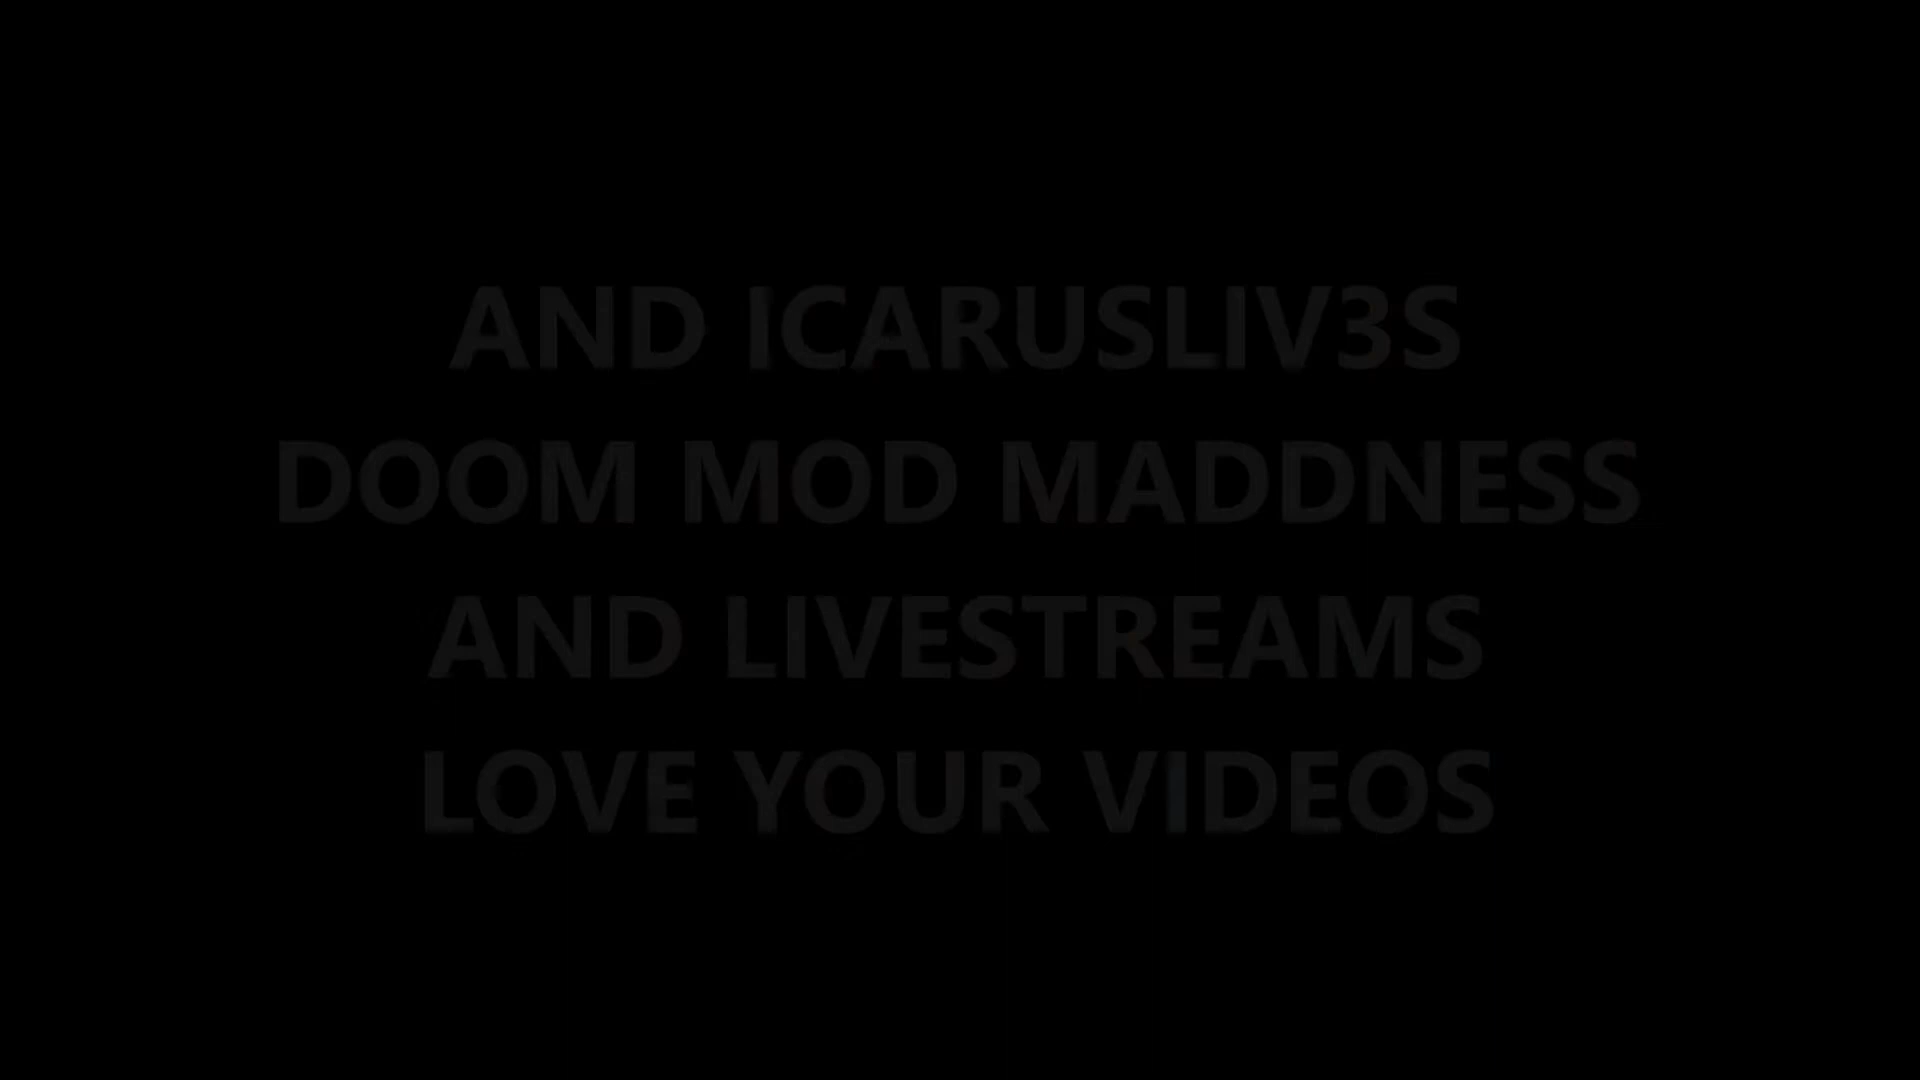 AND ICARUSLIV3S
DOOM MOD MADDNESS
AND LIVESTREAMS
LOVE YOUR VIDEOS